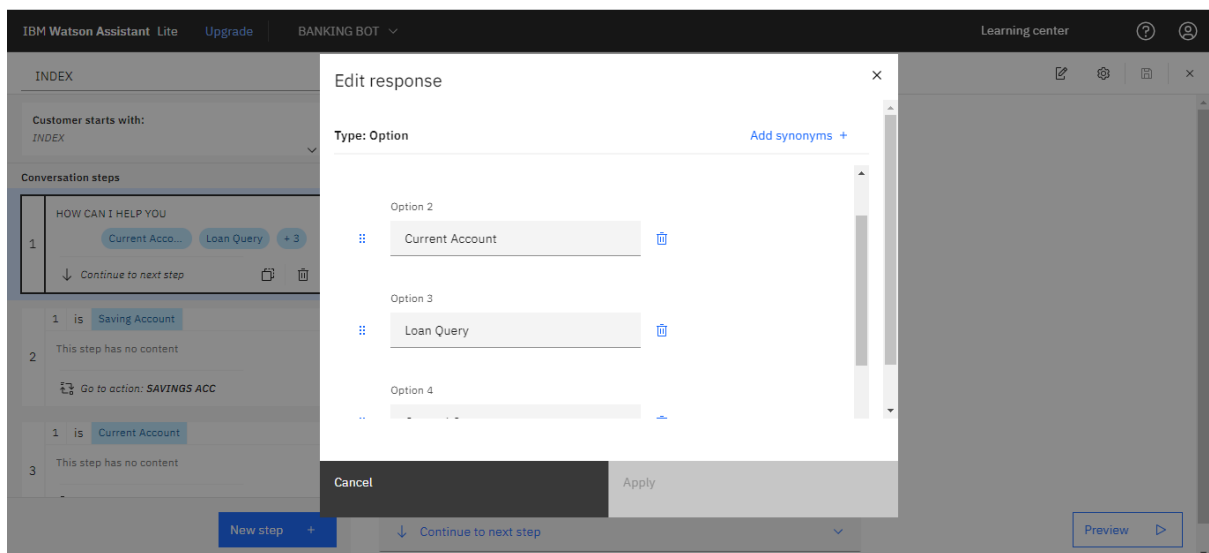 IBM Watson Assistant Lite Upgrade BANKING BOT Learning center
INDEX
Customer starts with:
INDEX
Conversation steps
HOW CAN I HELP YOU
1 Current Acco... Loan Query + 3
Continue to next step
1 is Saving Account
2 This step has no content
Go to action: SAVINGS ACC
1 is Current Account
3 This step has no content
New step +
Edit response
Type: Option Add synonyms +
Option 2
Current Account
Option 3
Loan Query
Option 4
Cancel Apply
Continue to next step
Preview